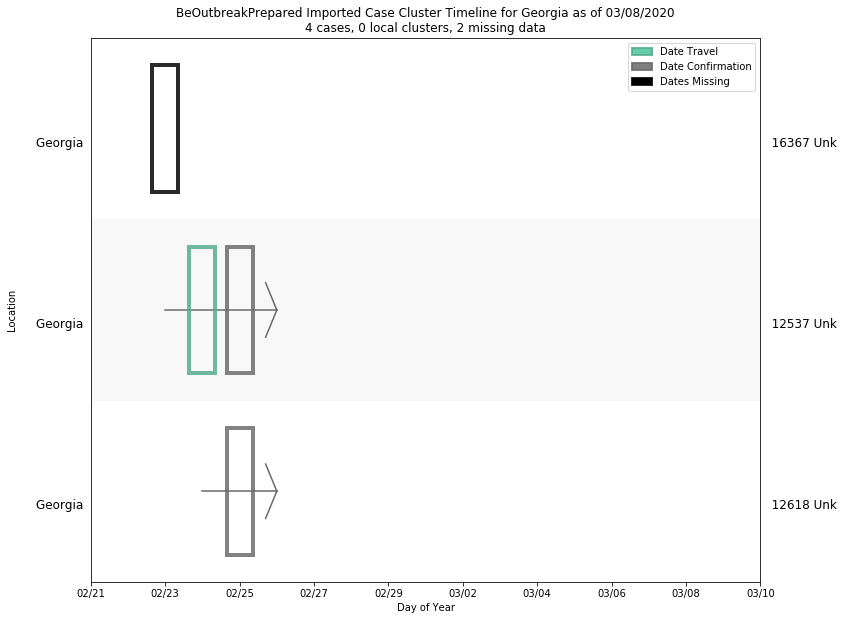 BeOutbreakPrepared Imported Case Cluster Timeline for Georgia as of 03/08/2020
4 cases, 0 local clusters, 2 missing data
Date Travel
Date Confirmation
Dates Missing
Georgia
16367 Unk
Georgia
12537 Unk
Georgia
12618 Unk
Location
02/21 02/23 02/25 02/27 02/29 03/02 03/04 03/06 03/08 03/10
Day of Year